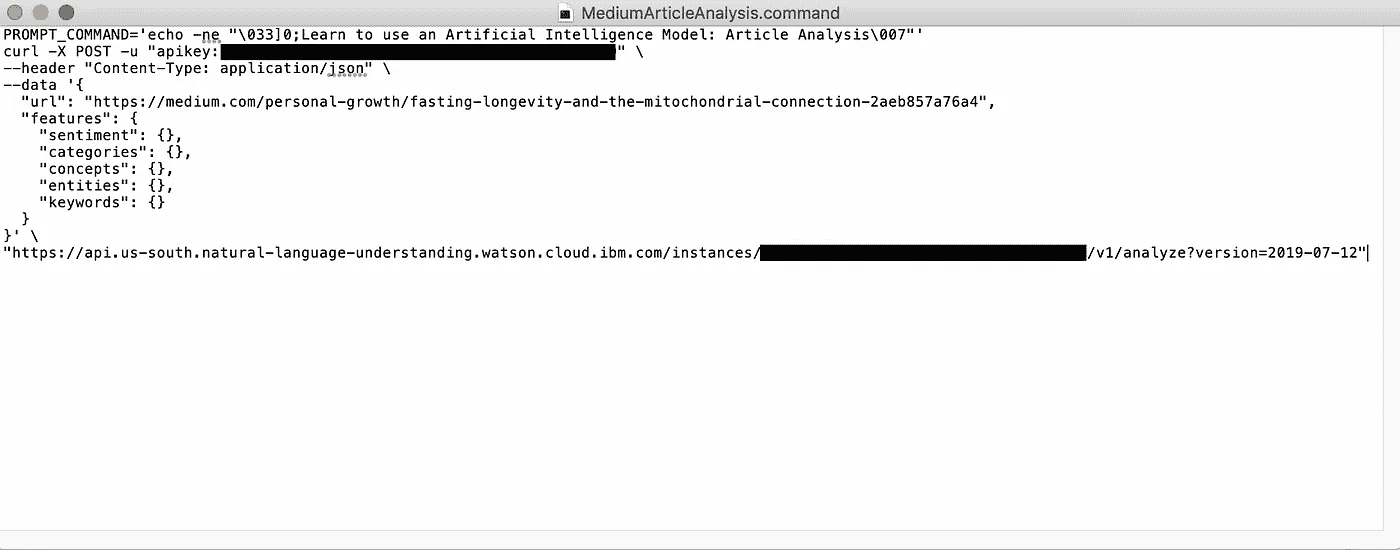 MediumArticleAnalysis.command
PROMPT_COMMAND='echo -ne "\033]0;Learn to use an Artificial Intelligence Model: Article Analysis\007"'
curl -X POST -u "apikey:" \
--header "Content-Type: application/json" \
--data '{
  "url": "https://medium.com/personal-growth/fasting-longevity-and-the-mitochondrial-connection-2aeb857a76a4",
  "features": {
    "sentiment": {},
    "categories": {},
    "concepts": {},
    "entities": {},
    "keywords": {}
  }
}' \
"https://api.us-south.natural-language-understanding.watson.cloud.ibm.com/instances//v1/analyze?version=2019-07-12"